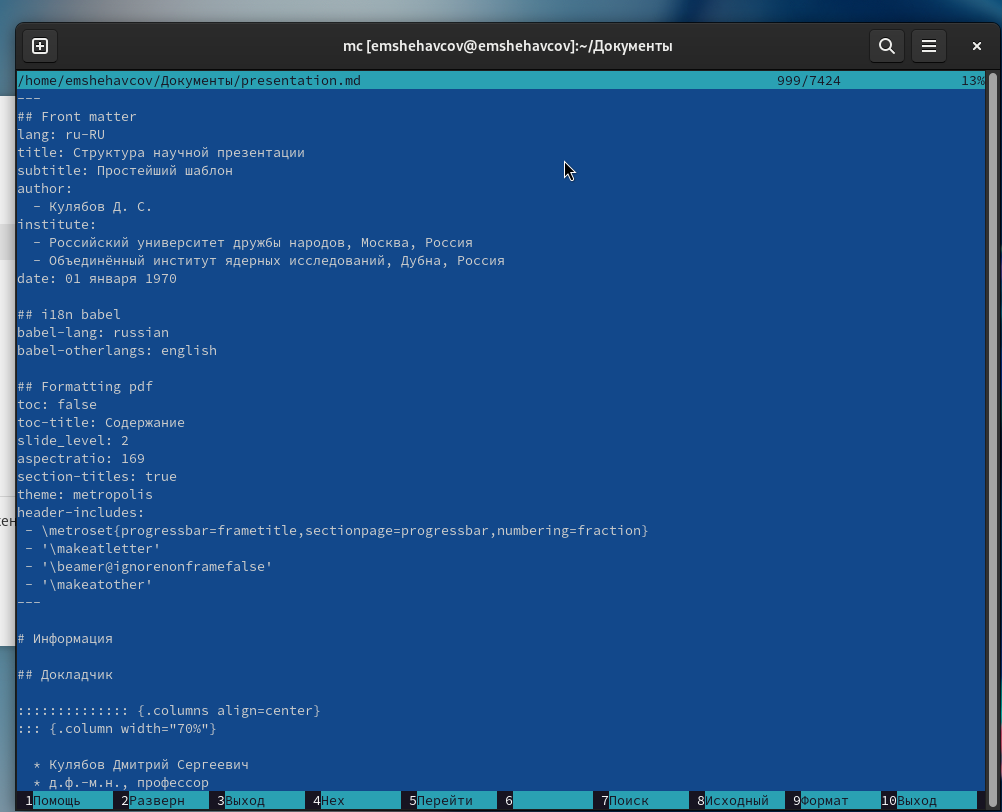 mc [emshehavcov@emshehavcov]:~/Документы
/home/emshehavcov/Документы/presentation.md 999/7424 13%
---
## Front matter
lang: ru-RU
title: Структура научной презентации
subtitle: Простейший шаблон
author:
  - Кулябов Д. С.
institute:
  - Российский университет дружбы народов, Москва, Россия
  - Объединённый институт ядерных исследований, Дубна, Россия
date: 01 января 1970

## i18n babel
babel-lang: russian
babel-otherlangs: english

## Formatting pdf
toc: false
toc-title: Содержание
slide_level: 2
aspectratio: 169
section-titles: true
theme: metropolis
header-includes:
 - \metroset{progressbar=frametitle,sectionpage=progressbar,numbering=fraction}
 - '\makeatletter'
 - '\beamer@ignorenonframefalse'
 - '\makeatother'
---

# Информация

## Докладчик

:::::::::::::: {.columns align=center}
::: {.column width="70%"}

  * Кулябов Дмитрий Сергеевич
  * д.ф.-м.н., профессор
1Помощь 2Разверн 3Выход 4Hex 5Перейти 6 7Поиск 8Исходный 9Формат 10Выход